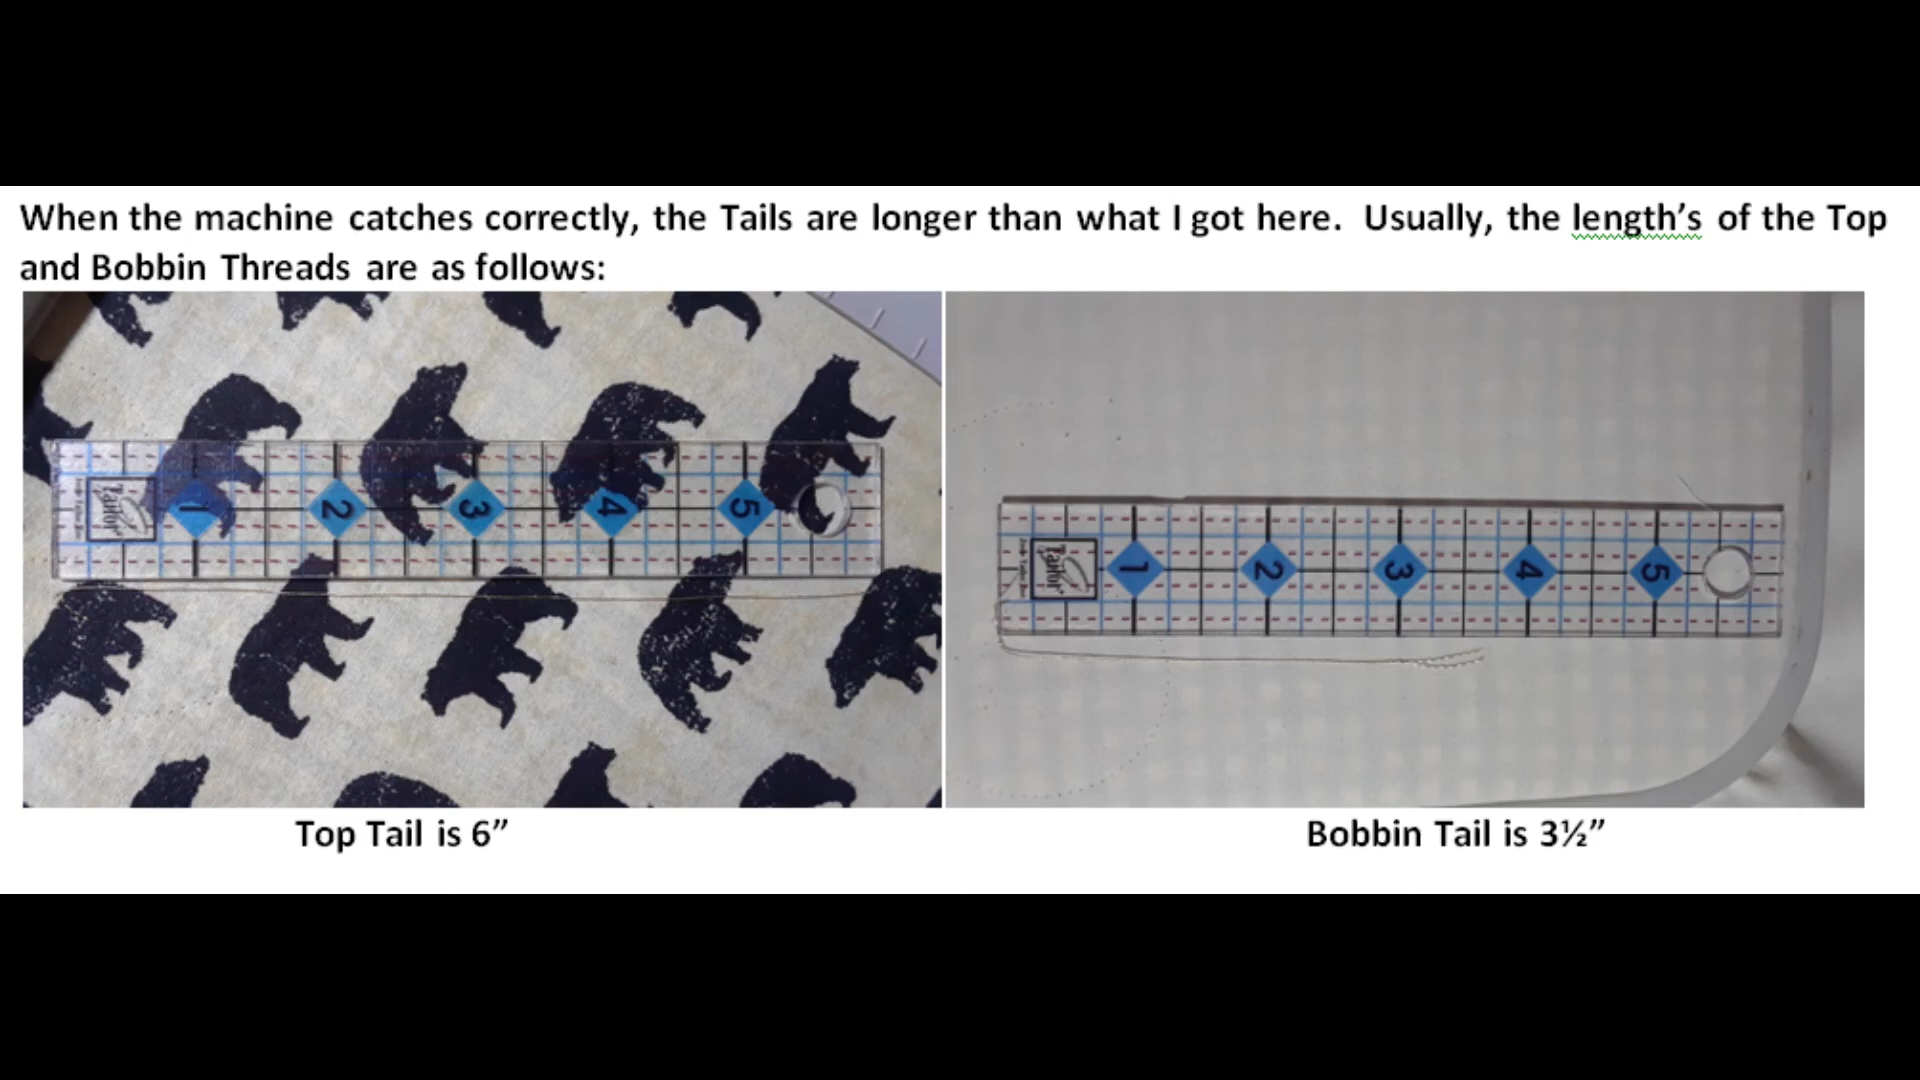 When the machine catches correctly, the Tails are longer than what I got here. Usually, the length’s of the Top
and Bobbin Threads are as follows:
Tailor
1
2
3
4
5
Tailor
1
2
3
4
5
Top Tail is 6”
Bobbin Tail is 3½”